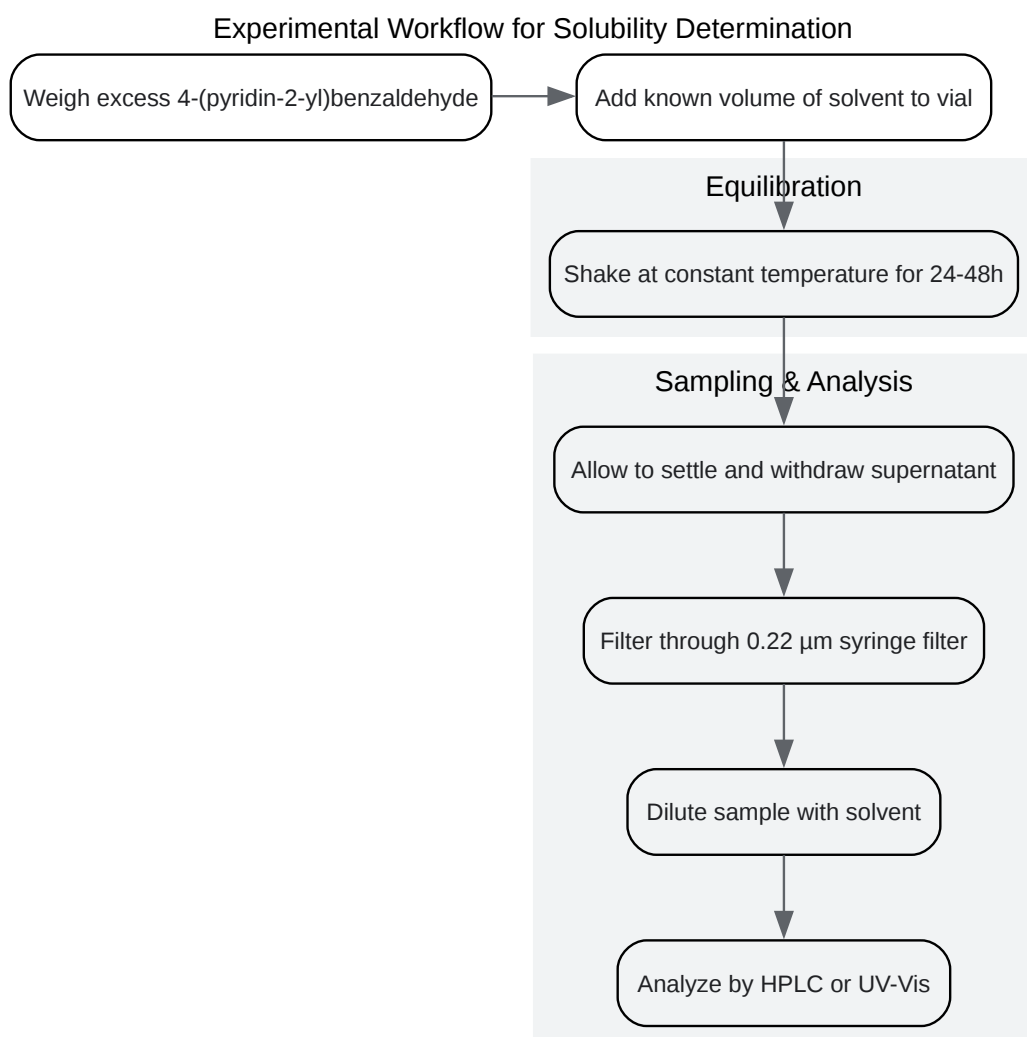 Experimental Workflow for Solubility Determination
Weigh excess 4-(pyridin-2-yl)benzaldehyde
Add known volume of solvent to vial
Equilibration
Shake at constant temperature for 24-48h
Sampling & Analysis
Allow to settle and withdraw supernatant
Filter through 0.22 µm syringe filter
Dilute sample with solvent
Analyze by HPLC or UV-Vis